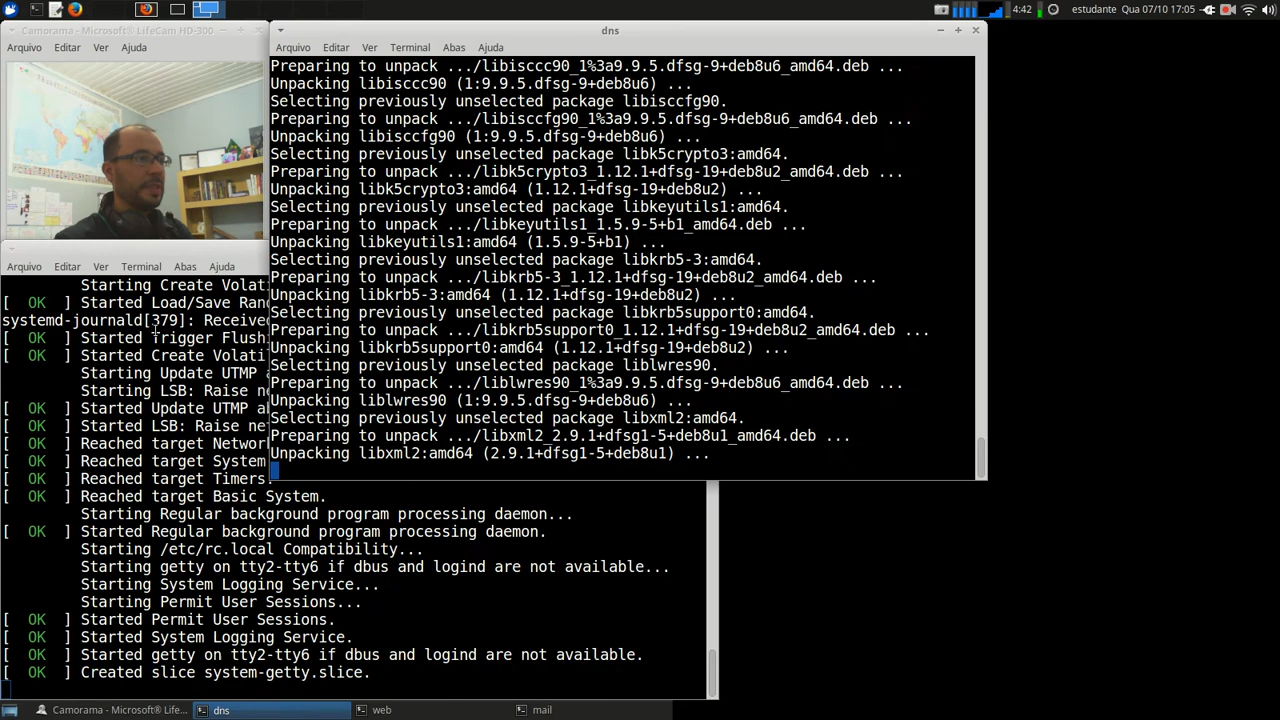 4:42
estudante
Qua 07/10 17:05
Camorama - Microsoft® LifeCam HD-300
Arquivo Editar Ver Ajuda
dns
Arquivo Editar Ver Terminal Abas Ajuda
Preparing to unpack .../libisccc90_1%3a9.9.5.dfsg-9+deb8u6_amd64.deb ...
Unpacking libisccc90 (1:9.9.5.dfsg-9+deb8u6) ...
Selecting previously unselected package libisccfg90.
Preparing to unpack .../libisccfg90_1%3a9.9.5.dfsg-9+deb8u6_amd64.deb ...
Unpacking libisccfg90 (1:9.9.5.dfsg-9+deb8u6) ...
Selecting previously unselected package libk5crypto3:amd64.
Preparing to unpack .../libk5crypto3_1.12.1+dfsg-19+deb8u2_amd64.deb ...
Unpacking libk5crypto3:amd64 (1.12.1+dfsg-19+deb8u2) ...
Selecting previously unselected package libkeyutils1:amd64.
Preparing to unpack .../libkeyutils1_1.5.9-5+b1_amd64.deb ...
Unpacking libkeyutils1:amd64 (1.5.9-5+b1) ...
Selecting previously unselected package libkrb5-3:amd64.
Preparing to unpack .../libkrb5-3_1.12.1+dfsg-19+deb8u2_amd64.deb ...
Unpacking libkrb5-3:amd64 (1.12.1+dfsg-19+deb8u2) ...
Selecting previously unselected package libkrb5support0:amd64.
Preparing to unpack .../libkrb5support0_1.12.1+dfsg-19+deb8u2_amd64.deb ...
Unpacking libkrb5support0:amd64 (1.12.1+dfsg-19+deb8u2) ...
Selecting previously unselected package liblwres90.
Preparing to unpack .../liblwres90_1%3a9.9.5.dfsg-9+deb8u6_amd64.deb ...
Unpacking liblwres90 (1:9.9.5.dfsg-9+deb8u6) ...
Selecting previously unselected package libxml2:amd64.
Preparing to unpack .../libxml2_2.9.1+dfsg1-5+deb8u1_amd64.deb ...
Unpacking libxml2:amd64 (2.9.1+dfsg1-5+deb8u1) ...
Arquivo Editar Ver Terminal Abas Ajuda
Starting Create Volati
[ OK ] Started Load/Save Ran
systemd-journald[379]: Received
[ OK ] Started Trigger Flush
[ OK ] Started Create Volati
Starting Update UTMP a
Starting LSB: Raise ne
[ OK ] Started Update UTMP ab
[ OK ] Started LSB: Raise net
[ OK ] Reached target Network
[ OK ] Reached target System
[ OK ] Reached target Timers.
[ OK ] Reached target Basic System.
Starting Regular background program processing daemon...
[ OK ] Started Regular background program processing daemon.
Starting /etc/rc.local Compatibility...
Starting getty on tty2-tty6 if dbus and logind are not available...
Starting System Logging Service...
Starting Permit User Sessions...
[ OK ] Started Permit User Sessions.
[ OK ] Started System Logging Service.
[ OK ] Started getty on tty2-tty6 if dbus and logind are not available.
[ OK ] Created slice system-getty.slice.
Camorama - Microsoft® LifeC...
dns
web
mail